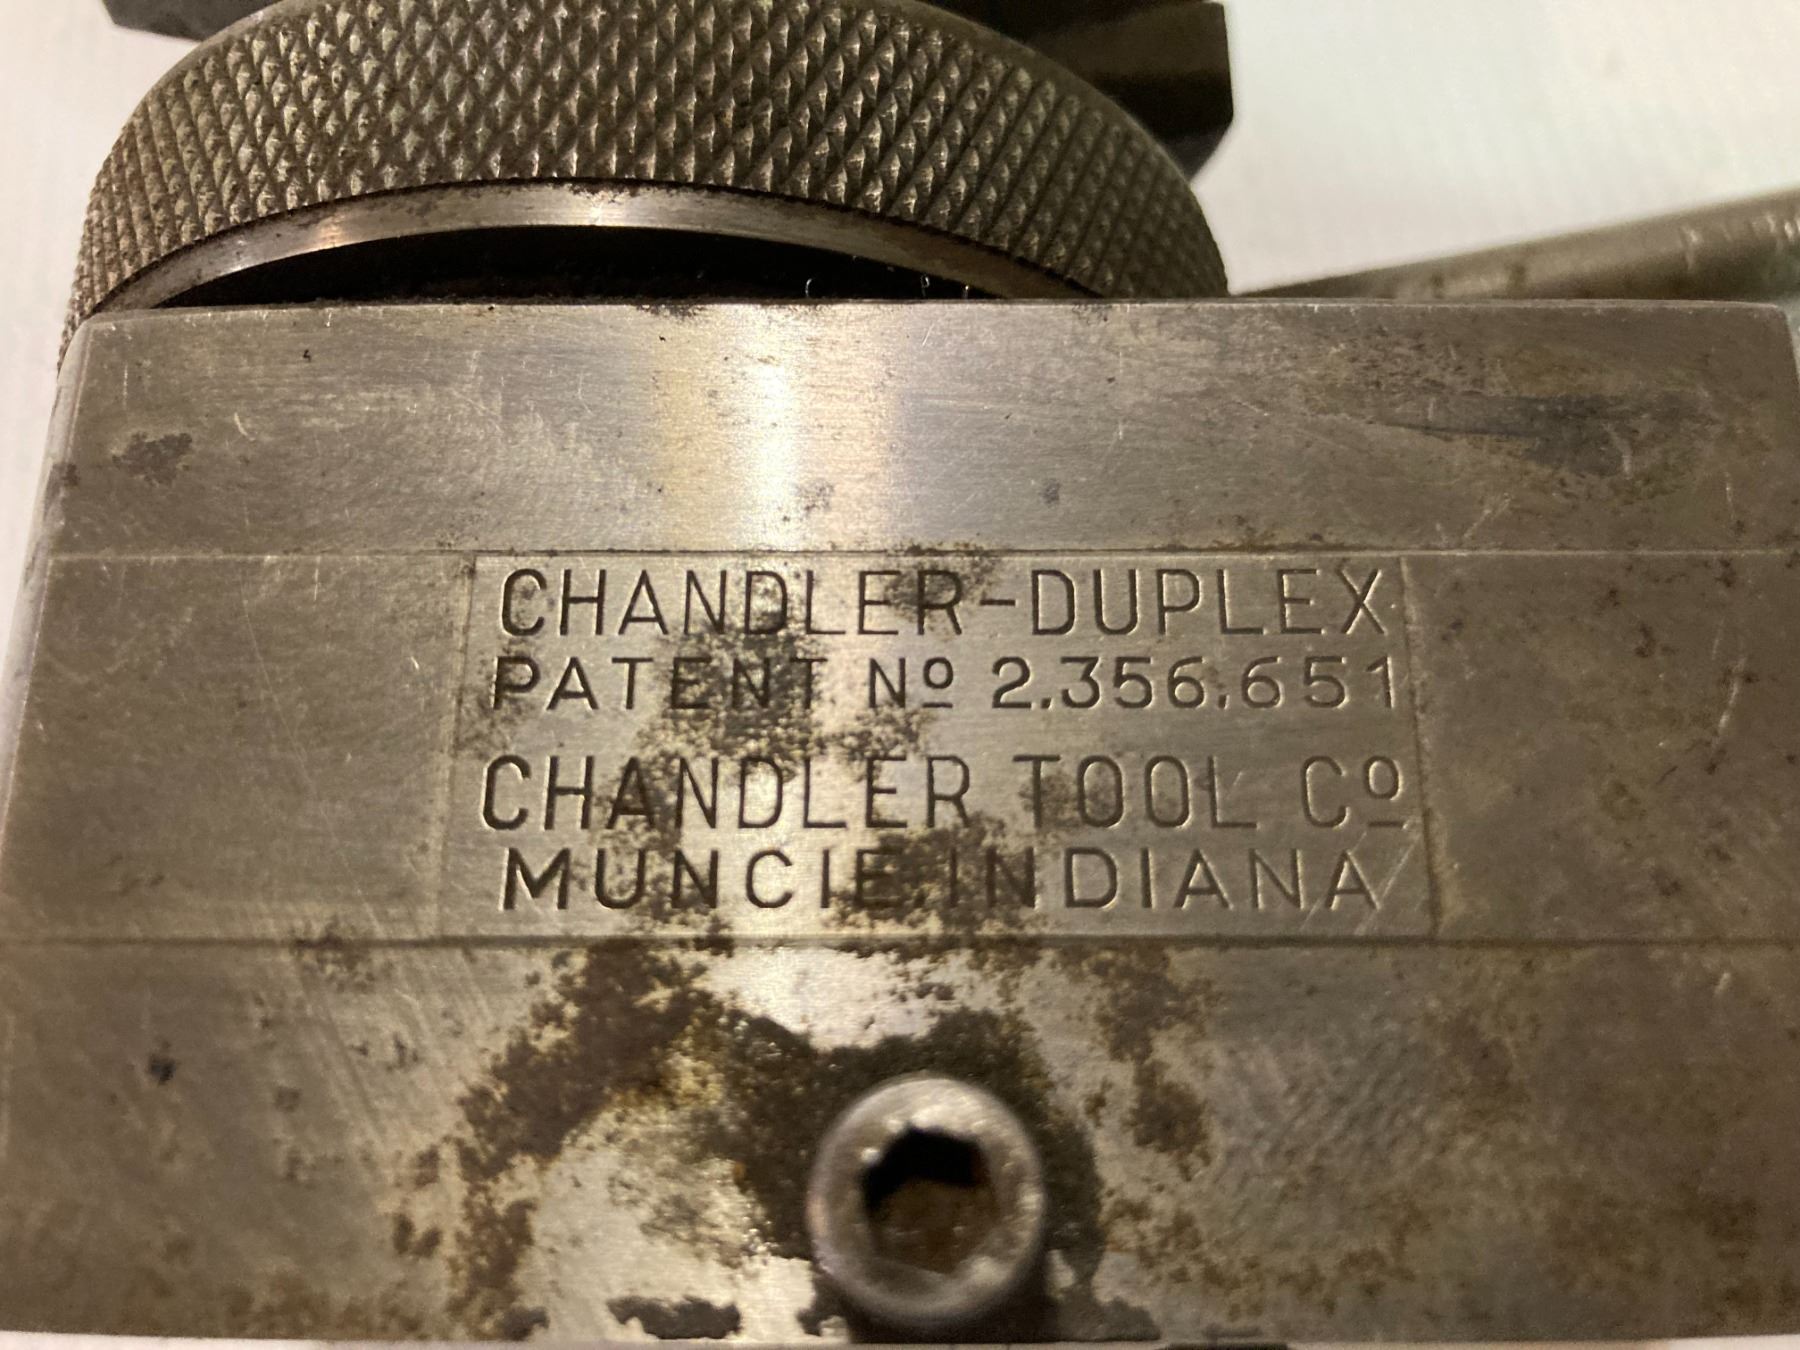 CHANDLER-DUPLEX
PATENT Nº 2,356,651
CHANDLER TOOL Cº
MUNCIE, INDIANA